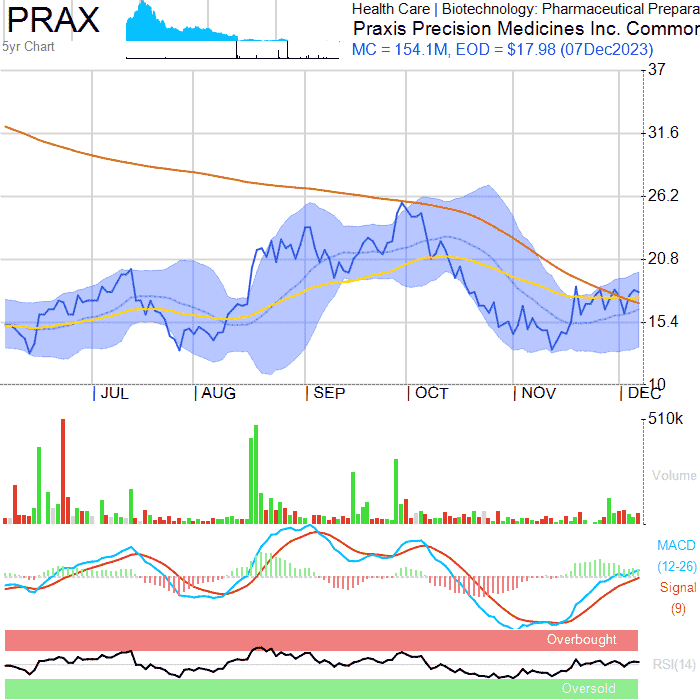 PRAX
Health Care | Biotechnology: Pharmaceutical Prepara
Praxis Precision Medicines Inc. Common
5yr Chart
MC = 154.1M, EOD = $17.98 (07Dec2023)
37
31.6
26.2
20.8
15.4
10
JUL AUG SEP OCT NOV DEC
510k
Volume
MACD
(12-26)
Signal
(9)
Overbought
RSI(14)
Oversold